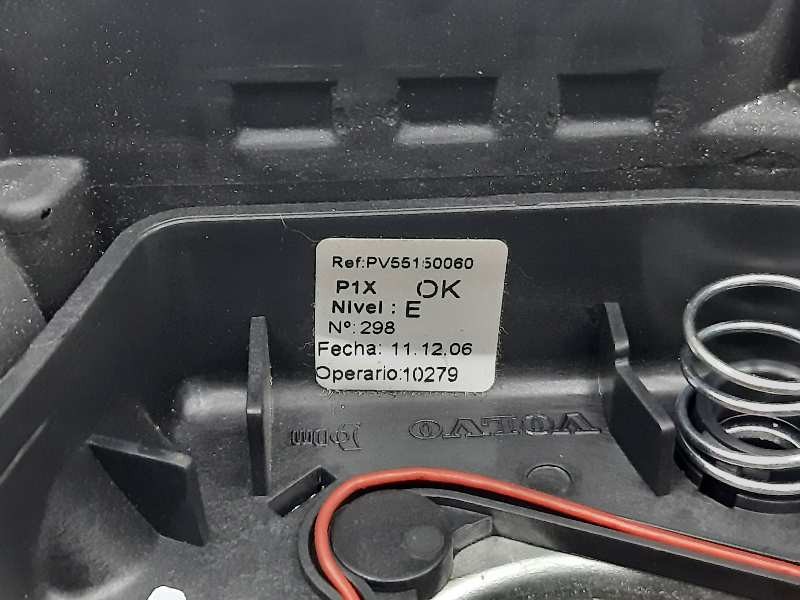 Ref:PV55150060
P1X OK
Nivel : E
Nº: 298
Fecha: 11.12.06
Operario:10279
VOLVO